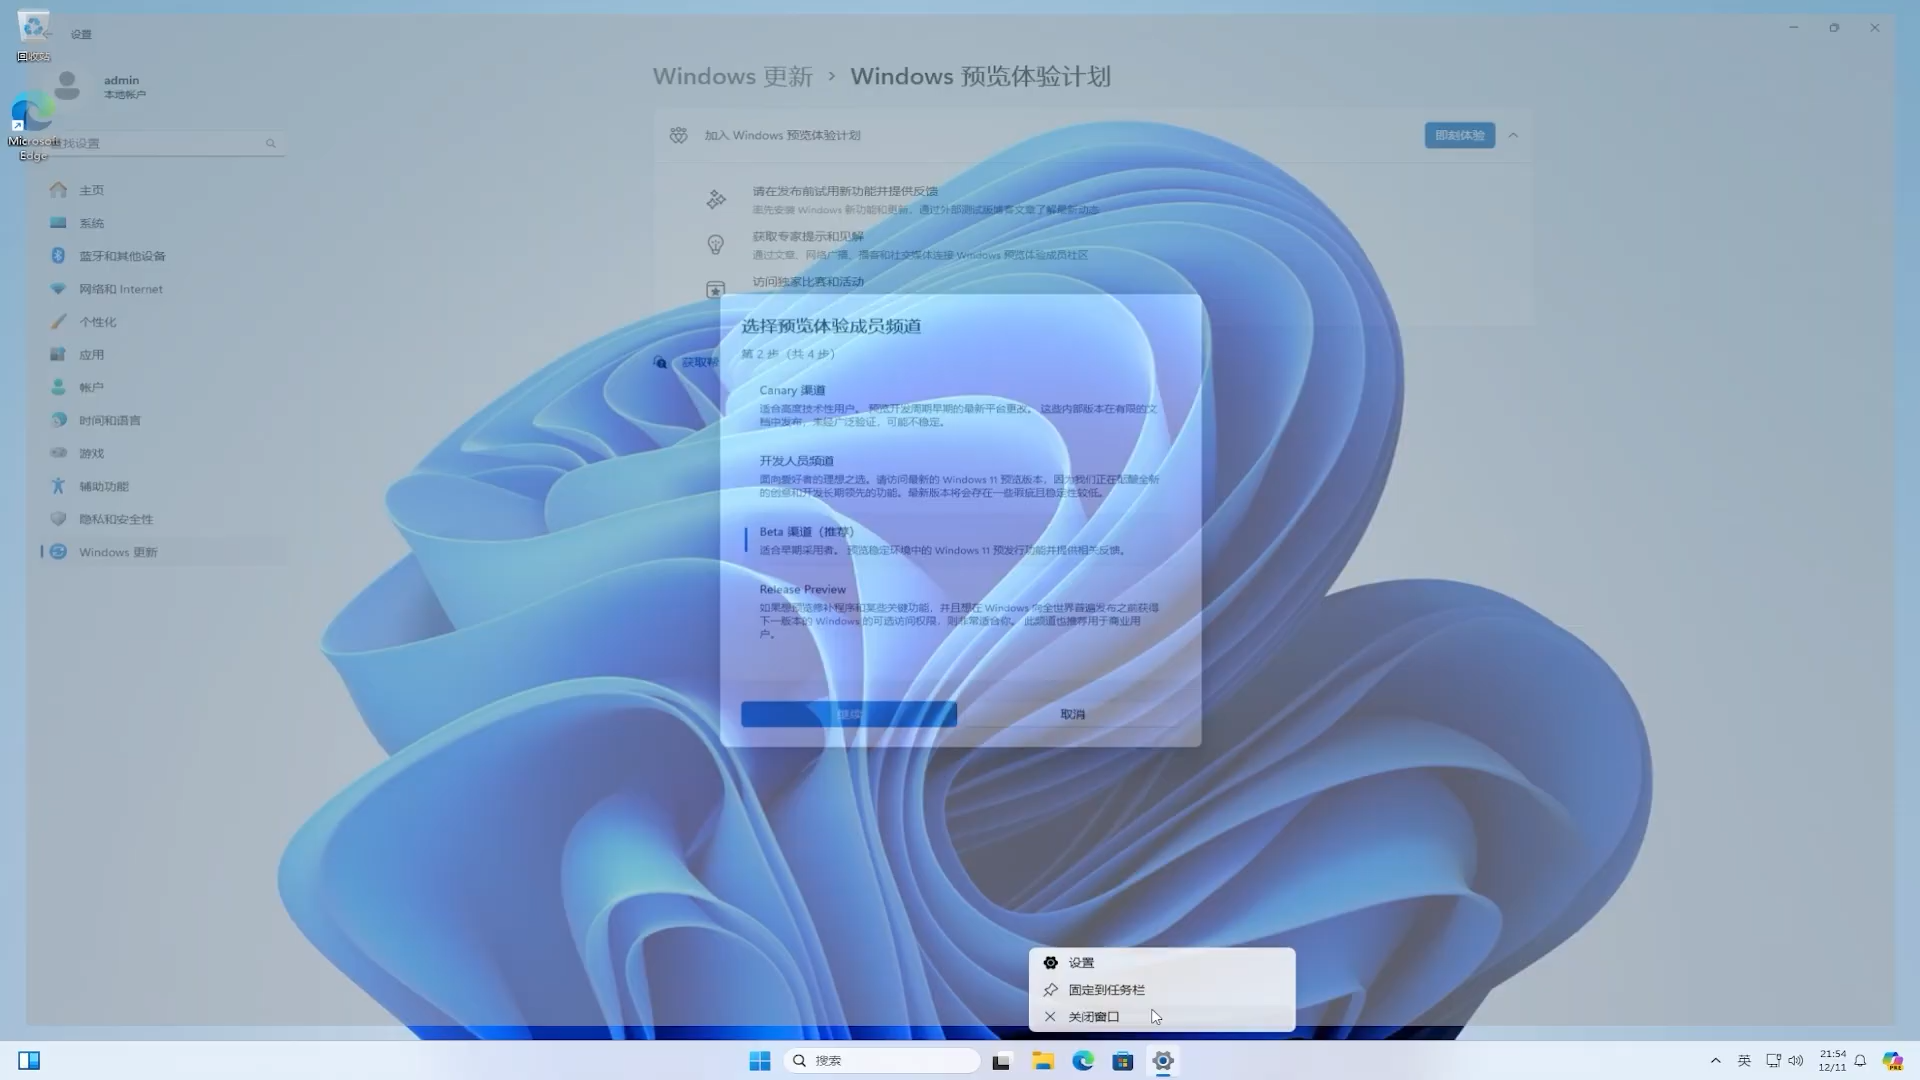 回收站
设置
admin
本地帐户
Microsoft
Edge
查找设置
主页
系统
蓝牙和其他设备
网络和 Internet
个性化
应用
帐户
时间和语言
游戏
辅助功能
隐私和安全性
Windows 更新
Windows 更新 › Windows 预览体验计划
加入 Windows 预览体验计划
即刻体验
请在发布前试用新功能并提供反馈
率先安装 Windows 新功能和更新，通过外部测试版博客文章了解最新动态
获取专家提示和见解
通过文章、网络广播、播客和社交媒体连接 Windows 预览体验成员社区
访问独家比赛和活动
获取帮
选择预览体验成员频道
第 2 步（共 4 步）
Canary 渠道
适合高度技术性用户。 预览开发周期早期的最新平台更改。 这些内部版本在有限的文
档中发布，未经广泛验证，可能不稳定。
开发人员频道
面向爱好者的理想之选。请访问最新的 Windows 11 预览版本，因为我们正在酝酿全新
的创意和开发长期领先的功能。最新版本将会存在一些瑕疵且稳定性较低。
Beta 渠道（推荐）
适合早期采用者。 预览稳定环境中的 Windows 11 预发行功能并提供相关反馈。
Release Preview
如果想预览修补程序和某些关键功能，并且想在 Windows 向全世界普遍发布之前获得
下一版本的 Windows 的可选访问权限，则非常适合你。 此频道也推荐用于商业用
户。
继续
取消
设置
固定到任务栏
关闭窗口
搜索
英
21:54
12/11
PRE